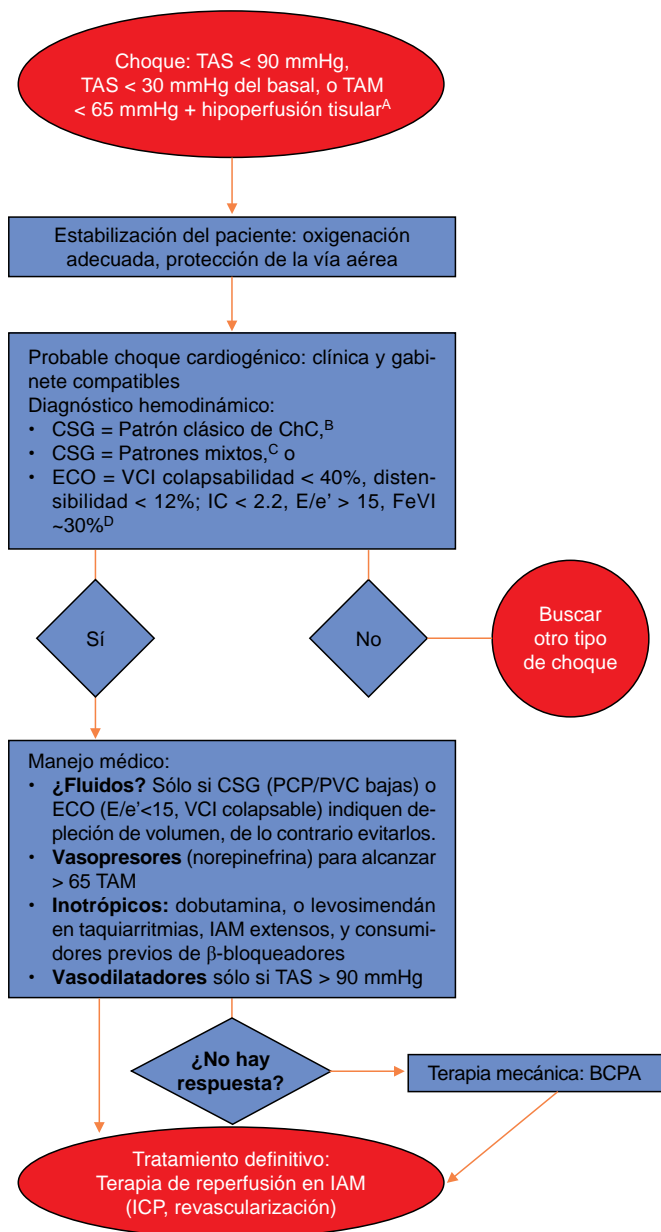 Choque: TAS < 90 mmHg,
TAS < 30 mmHg del basal, o TAM
< 65 mmHg + hipoperfusión tisularA
Estabilización del paciente: oxigenación
adecuada, protección de la vía aérea
Probable choque cardiogénico: clínica y gabi-
nete compatibles
Diagnóstico hemodinámico:
• CSG = Patrón clásico de ChC,B
• CSG = Patrones mixtos,C o
• ECO = VCI colapsabilidad < 40%, disten-
sibilidad < 12%; IC < 2.2, E/e’ > 15, FeVI
~30%D
Sí
No
Buscar
otro tipo
de choque
Manejo médico:
• ¿Fluidos? Sólo si CSG (PCP/PVC bajas) o
ECO (E/e’<15, VCI colapsable) indiquen de-
pleción de volumen, de lo contrario evitarlos.
• Vasopresores (norepinefrina) para alcanzar
> 65 TAM
• Inotrópicos: dobutamina, o levosimendán
en taquiarritmias, IAM extensos, y consumi-
dores previos de β-bloqueadores
• Vasodilatadores sólo si TAS > 90 mmHg
¿No hay
respuesta?
Terapia mecánica: BCPA
Tratamiento definitivo:
Terapia de reperfusión en IAM
(ICP, revascularización)